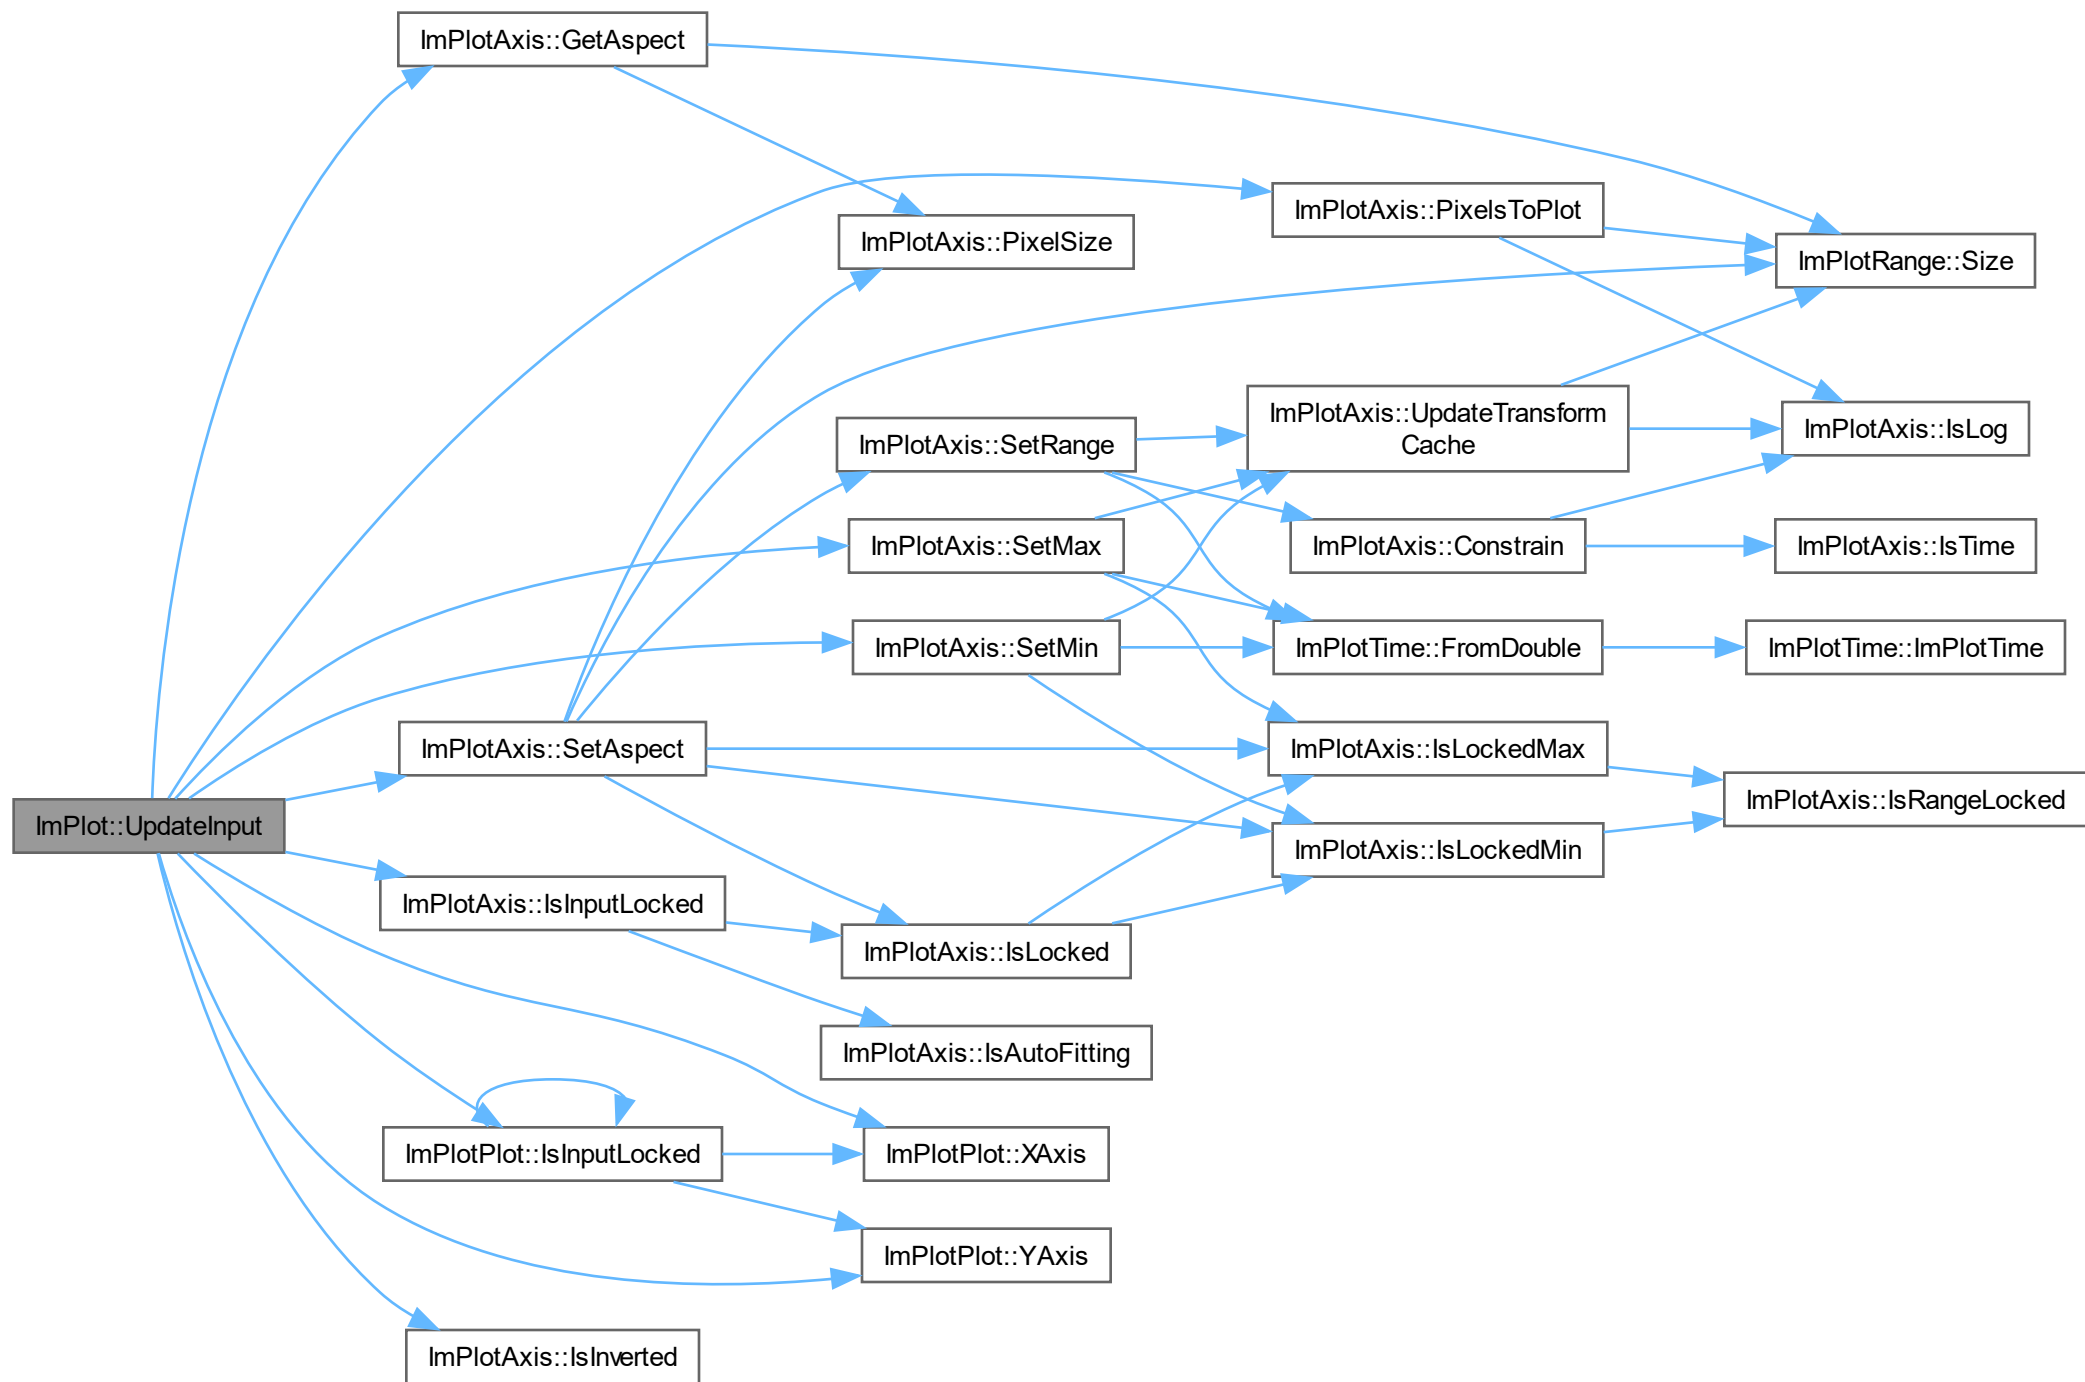 ImPlotAxis::GetAspect
ImPlotAxis::PixelsToPlot
ImPlotAxis::PixelSize
ImPlotRange::Size
ImPlotAxis::UpdateTransform
Cache
ImPlotAxis::IsLog
ImPlotAxis::SetRange
ImPlotAxis::SetMax
ImPlotAxis::Constrain
ImPlotAxis::IsTime
ImPlotAxis::SetMin
ImPlotTime::FromDouble
ImPlotTime::ImPlotTime
ImPlotAxis::SetAspect
ImPlotAxis::IsLockedMax
ImPlotAxis::IsRangeLocked
ImPlot::UpdateInput
ImPlotAxis::IsLockedMin
ImPlotAxis::IsInputLocked
ImPlotAxis::IsLocked
ImPlotAxis::IsAutoFitting
ImPlotPlot::IsInputLocked
ImPlotPlot::XAxis
ImPlotPlot::YAxis
ImPlotAxis::IsInverted